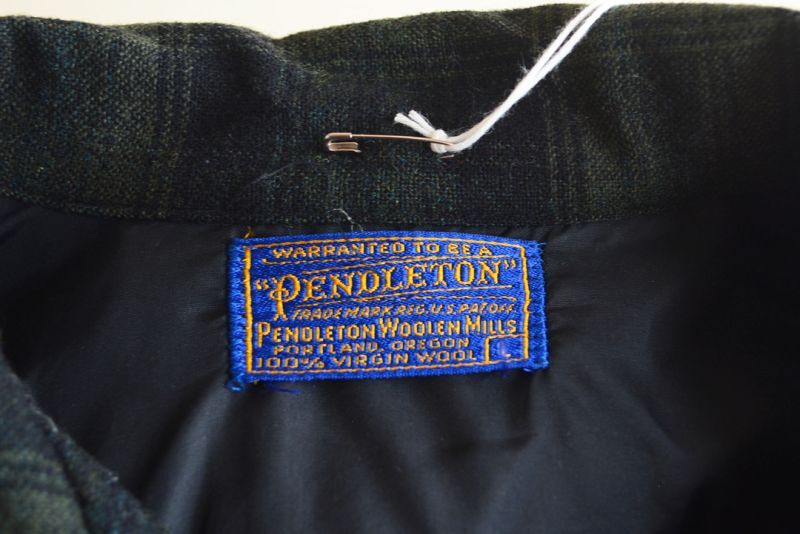 WARRANTED TO BE A
"PENDLETON"
TRADE MARK REG. U.S. PAT. OFF.
PENDLETON WOOLEN MILLS
PORTLAND, OREGON
100% VIRGIN WOOL